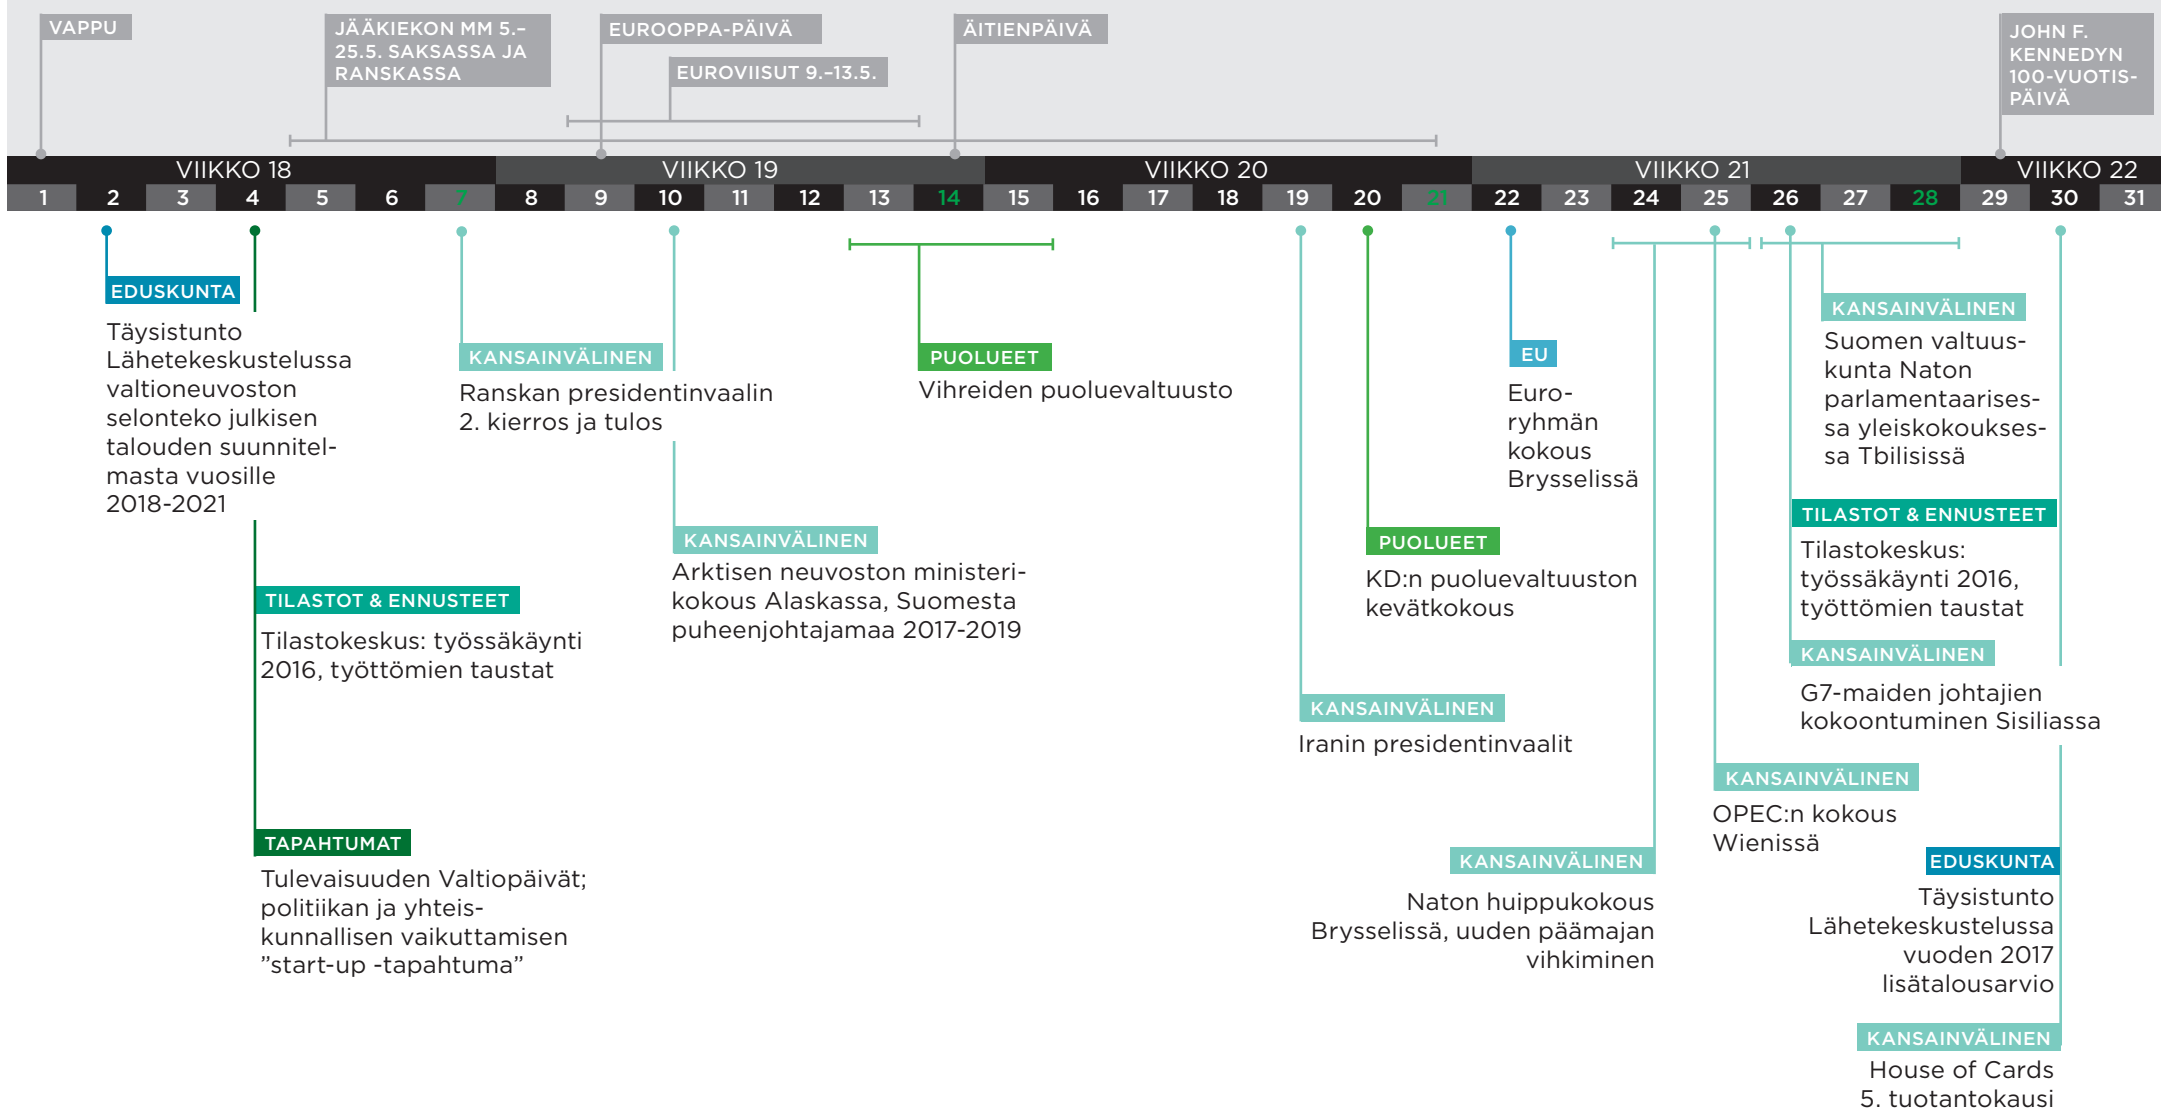 VAPPU
JÄÄKIEKON MM 5.–
25.5. SAKSASSA JA
RANSKASSA
EUROOPPA-PÄIVÄ
EUROVIISUT 9.–13.5.
ÄITIENPÄIVÄ
JOHN F.
KENNEDYN
100-VUOTIS-
PÄIVÄ
VIIKKO 18 VIIKKO 19 VIIKKO 20 VIIKKO 21 VIIKKO 22
1 2 3 4 5 6 7 8 9 10 11 12 13 14 15 16 17 18 19 20 21 22 23 24 25 26 27 28 29 30 31
EDUSKUNTA
Täysistunto
Lähetekeskustelussa
valtioneuvoston
selonteko julkisen
talouden suunnitel-
masta vuosille
2018-2021
TILASTOT & ENNUSTEET
Tilastokeskus: työssäkäynti
2016, työttömien taustat
TAPAHTUMAT
Tulevaisuuden Valtiopäivät;
politiikan ja yhteis-
kunnallisen vaikuttamisen
”start-up -tapahtuma”
KANSAINVÄLINEN
Ranskan presidentinvaalin
2. kierros ja tulos
KANSAINVÄLINEN
Arktisen neuvoston ministeri-
kokous Alaskassa, Suomesta
puheenjohtajamaa 2017-2019
PUOLUEET
Vihreiden puoluevaltuusto
KANSAINVÄLINEN
Iranin presidentinvaalit
PUOLUEET
KD:n puoluevaltuuston
kevätkokous
EU
Euro-
ryhmän
kokous
Brysselissä
KANSAINVÄLINEN
Naton huippukokous
Brysselissä, uuden päämajan
vihkiminen
KANSAINVÄLINEN
OPEC:n kokous
Wienissä
KANSAINVÄLINEN
Suomen valtuus-
kunta Naton
parlamentaarises-
sa yleiskokoukses-
sa Tbilisissä
TILASTOT & ENNUSTEET
Tilastokeskus:
työssäkäynti 2016,
työttömien taustat
KANSAINVÄLINEN
G7-maiden johtajien
kokoontuminen Sisiliassa
EDUSKUNTA
Täysistunto
Lähetekeskustelussa
vuoden 2017
lisätalousarvio
KANSAINVÄLINEN
House of Cards
5. tuotantokausi